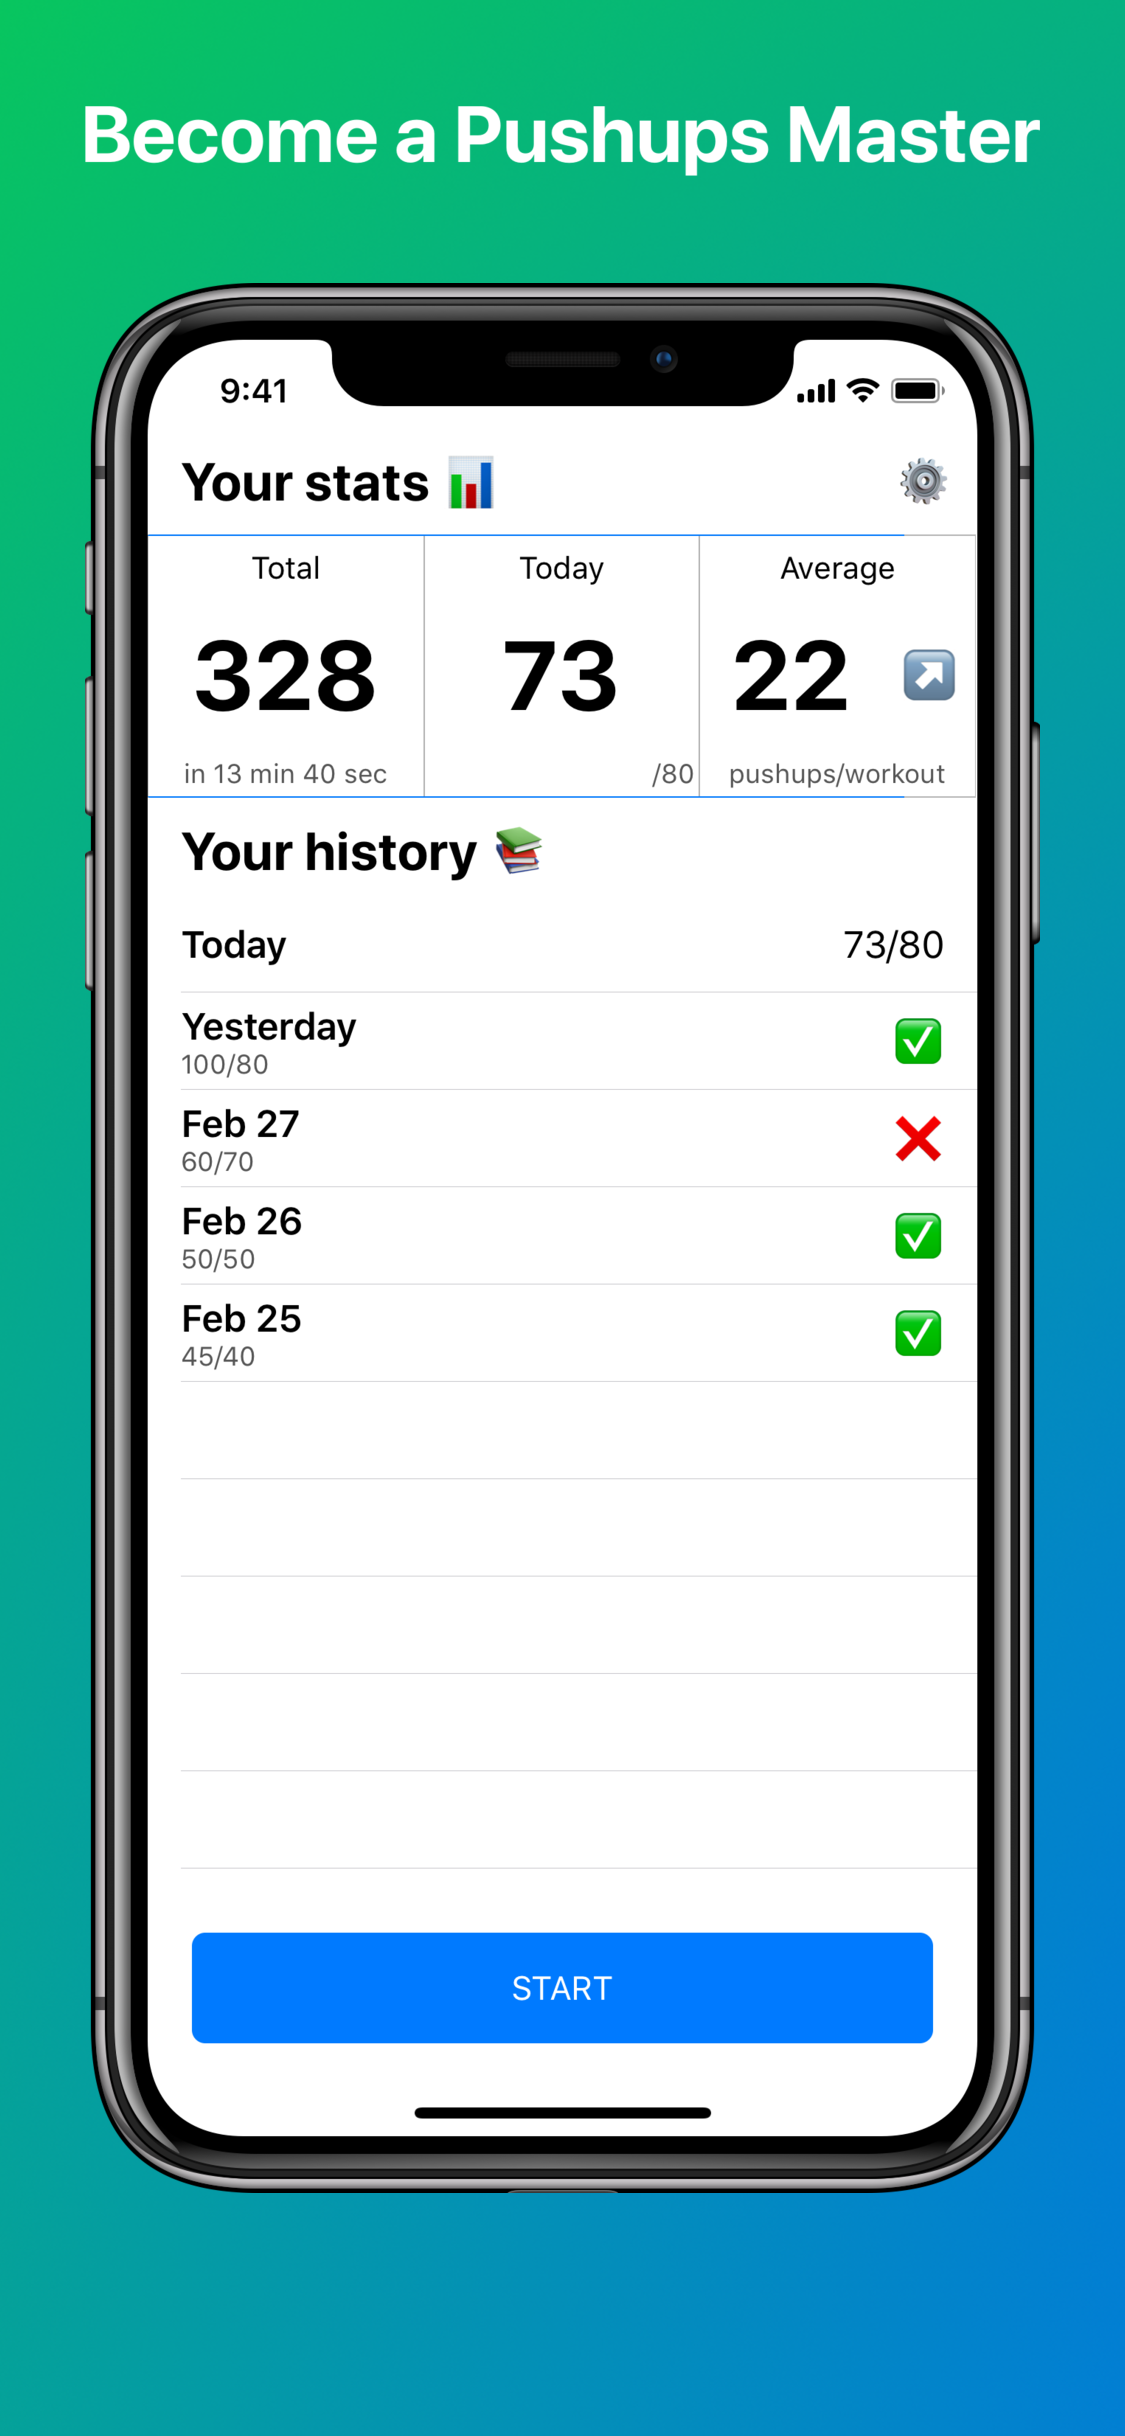 Become a Pushups Master
9:41
Your stats 📊
Total
Today
Average
328
73
22
in 13 min 40 sec
/80
pushups/workout
Your history 📚
Today
73/80
Yesterday
100/80
Feb 27
60/70
Feb 26
50/50
Feb 25
45/40
START